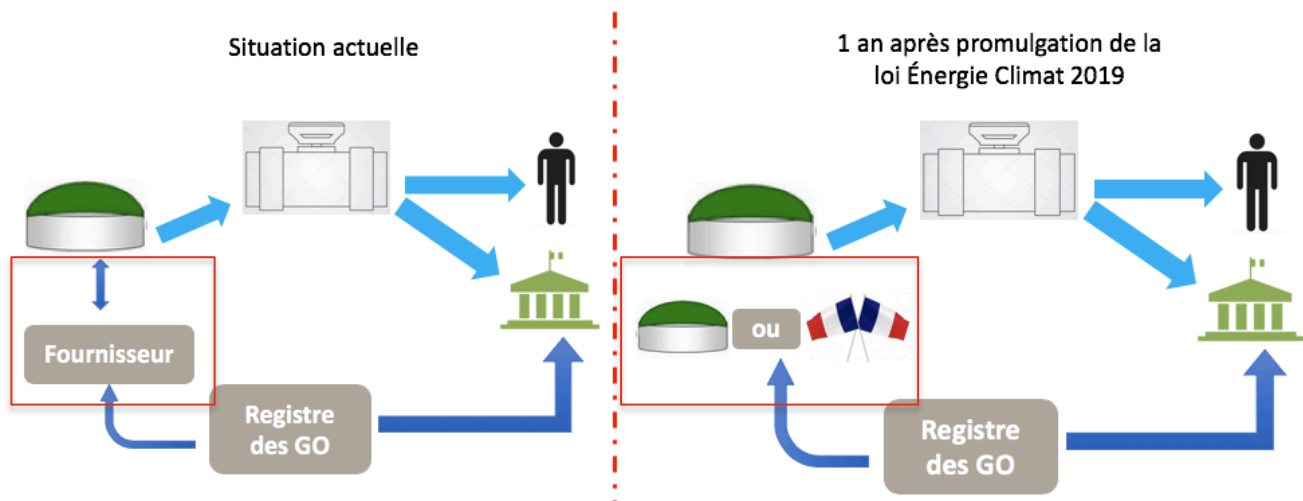 Situation actuelle
Fournisseur
Registre
des GO
1 an après promulgation de la
loi Énergie Climat 2019
ou
Registre
des GO